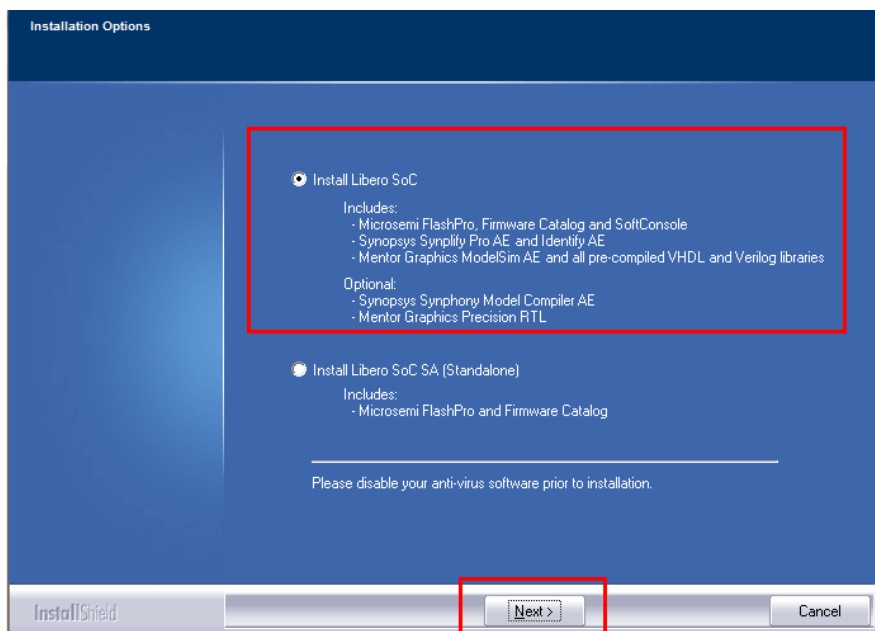 Installation Options
Install Libero SoC
Includes:
- Microsemi FlashPro, Firmware Catalog and SoftConsole
- Synopsys Synplify Pro AE and Identify AE
- Mentor Graphics ModelSim AE and all pre-compiled VHDL and Verilog libraries
Optional:
- Synopsys Synphony Model Compiler AE
- Mentor Graphics Precision RTL
Install Libero SoC SA (Standalone)
Includes:
- Microsemi FlashPro and Firmware Catalog
Please disable your anti-virus software prior to installation.
InstallShield
Next >
Cancel